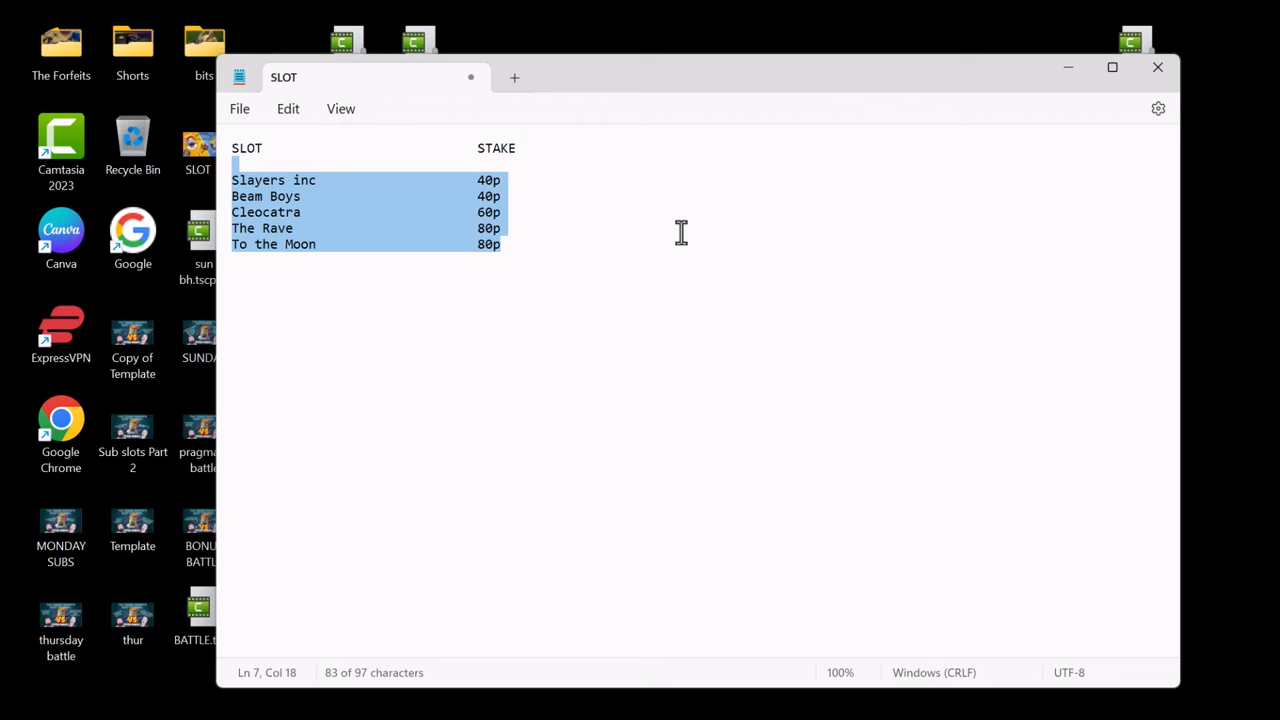 The Forfeits
Shorts
bits
Camtasia
2023
Recycle Bin
SLOT
Canva
Google
sun
bh.tscp
ExpressVPN
Copy of
Template
SUNDA
Google
Chrome
Sub slots Part
2
pragma
battle
MONDAY
SUBS
Template
BONU
BATTL
thursday
battle
thur
BATTLE.t
SLOT
File Edit View
SLOT STAKE
Slayers inc 40p
Beam Boys 40p
Cleocatra 60p
The Rave 80p
To the Moon 80p
Ln 7, Col 18 83 of 97 characters 100% Windows (CRLF) UTF-8